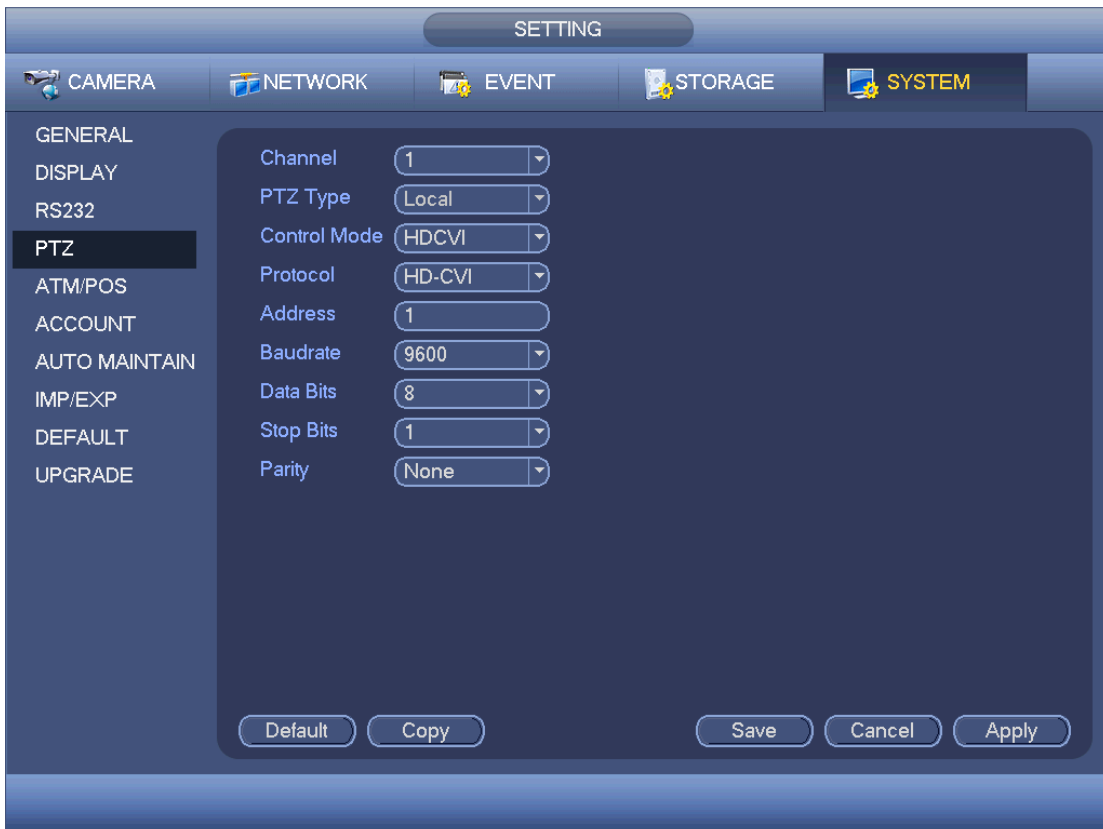 SETTING
CAMERA NETWORK EVENT STORAGE SYSTEM
GENERAL
DISPLAY
RS232
PTZ
ATM/POS
ACCOUNT
AUTO MAINTAIN
IMP/EXP
DEFAULT
UPGRADE
Channel 1
PTZ Type Local
Control Mode HDCVI
Protocol HD-CVI
Address 1
Baudrate 9600
Data Bits 8
Stop Bits 1
Parity None
Default Copy Save Cancel Apply